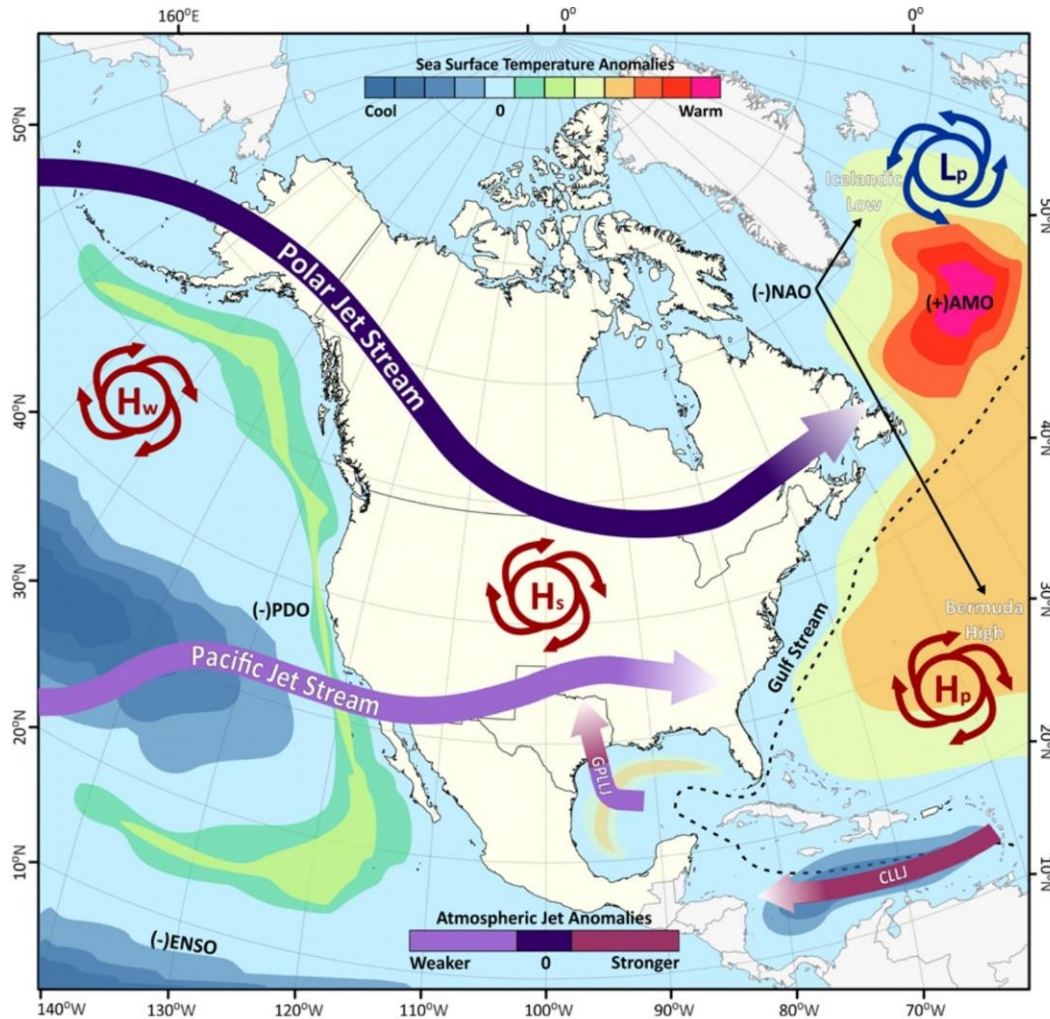 160°E
0°
0°
Sea Surface Temperature Anomalies
Cool
0
Warm
50°N
40°N
30°N
20°N
10°N
50°N
40°N
30°N
20°N
10°N
Icelandic
Low
Lp
Polar Jet Stream
(-)NAO
(+)AMO
Hw
Hs
(-)PDO
Pacific Jet Stream
Gulf Stream
Bermuda
High
Hp
GPLLJ
CLLJ
(-)ENSO
Atmospheric Jet Anomalies
Weaker
0
Stronger
140°W
130°W
120°W
110°W
100°W
90°W
80°W
70°W